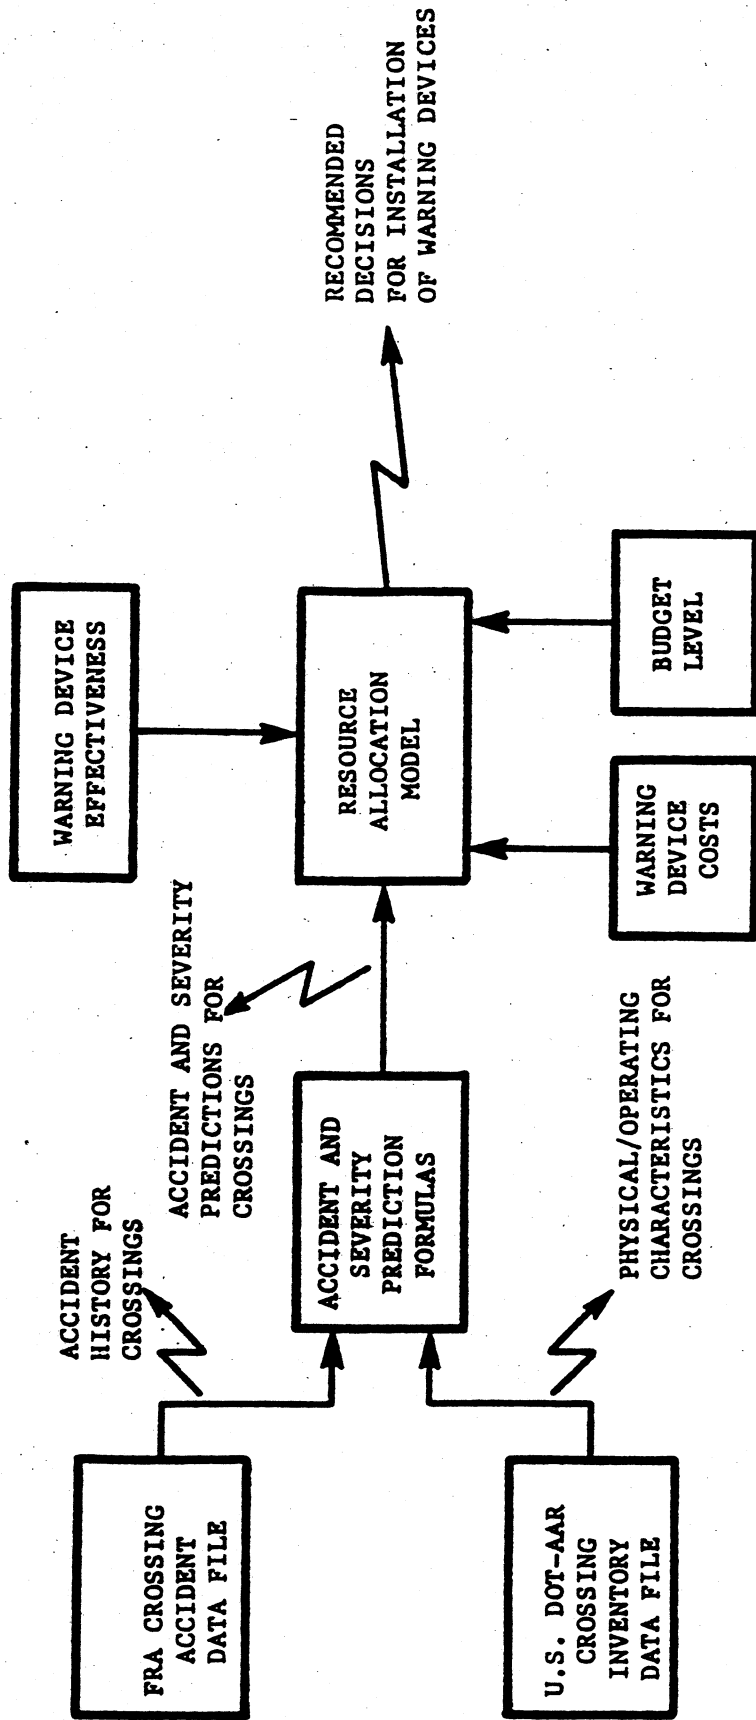 FRA CROSSING
ACCIDENT
DATA FILE
U.S. DOT-AAR
CROSSING
INVENTORY
DATA FILE
ACCIDENT
HISTORY FOR
CROSSINGS
PHYSICAL/OPERATING
CHARACTERISTICS FOR
CROSSINGS
ACCIDENT AND
SEVERITY
PREDICTION
FORMULAS
ACCIDENT AND SEVERITY
PREDICTIONS FOR
CROSSINGS
WARNING DEVICE
EFFECTIVENESS
RESOURCE
ALLOCATION
MODEL
WARNING
DEVICE
COSTS
BUDGET
LEVEL
RECOMMENDED
DECISIONS
FOR INSTALLATION
OF WARNING DEVICES